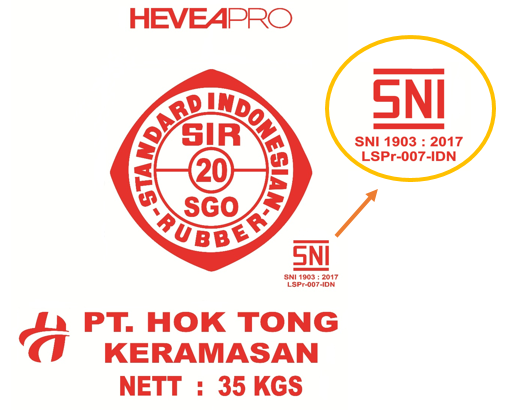 HEVEAPRO
-STANDARD INDONESIAN-
SIR
20
SGO
RUBBER
SNI
SNI 1903 : 2017
LSPr-007-IDN
SNI
SNI 1903 : 2017
LSPr-007-IDN
PT. HOK TONG
KERAMASAN
NETT : 35 KGS